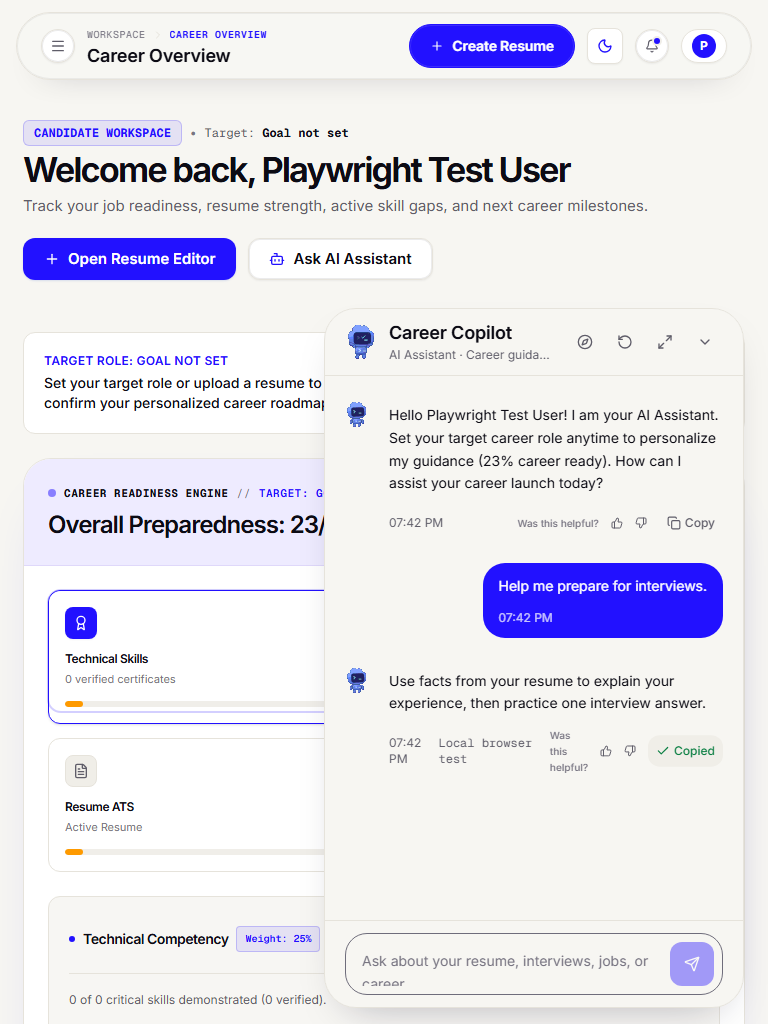 WORKSPACE CAREER OVERVIEW
Career Overview
Create Resume
P
CANDIDATE WORKSPACE • Target: Goal not set
Welcome back, Playwright Test User
Track your job readiness, resume strength, active skill gaps, and next career milestones.
Open Resume Editor
Ask AI Assistant
TARGET ROLE: GOAL NOT SET
Set your target role or upload a resume to
confirm your personalized career roadmap
CAREER READINESS ENGINE // TARGET: G
Overall Preparedness: 23/
Technical Skills
0 verified certificates
Resume ATS
Active Resume
Technical Competency Weight: 25%
0 of 0 critical skills demonstrated (0 verified).
Career Copilot
AI Assistant · Career guida...
Hello Playwright Test User! I am your AI Assistant.
Set your target career role anytime to personalize
my guidance (23% career ready). How can I
assist your career launch today?
07:42 PM Was this helpful? Copy
Help me prepare for interviews.
07:42 PM
Use facts from your resume to explain your
experience, then practice one interview answer.
07:42 PM
Local browser test
Was this helpful?
Copied
Ask about your resume, interviews, jobs, or
career